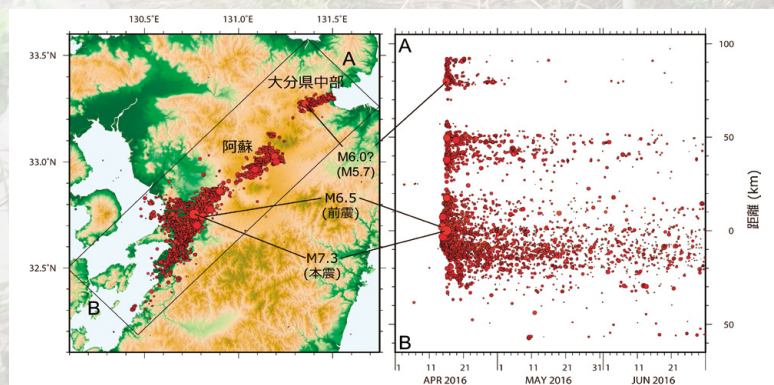 130.5°E
131.0°E
131.5°E
33.5°N
33.0°N
32.5°N
A
大分県中部
阿蘇
M6.0?
(M5.7)
M6.5
(前震)
M7.3
(本震)
B
A
B
100
50
0
50
距離 (km)
1 11 21 1 11 21 31 1 11 21
APR 2016 MAY 2016 JUN 2016